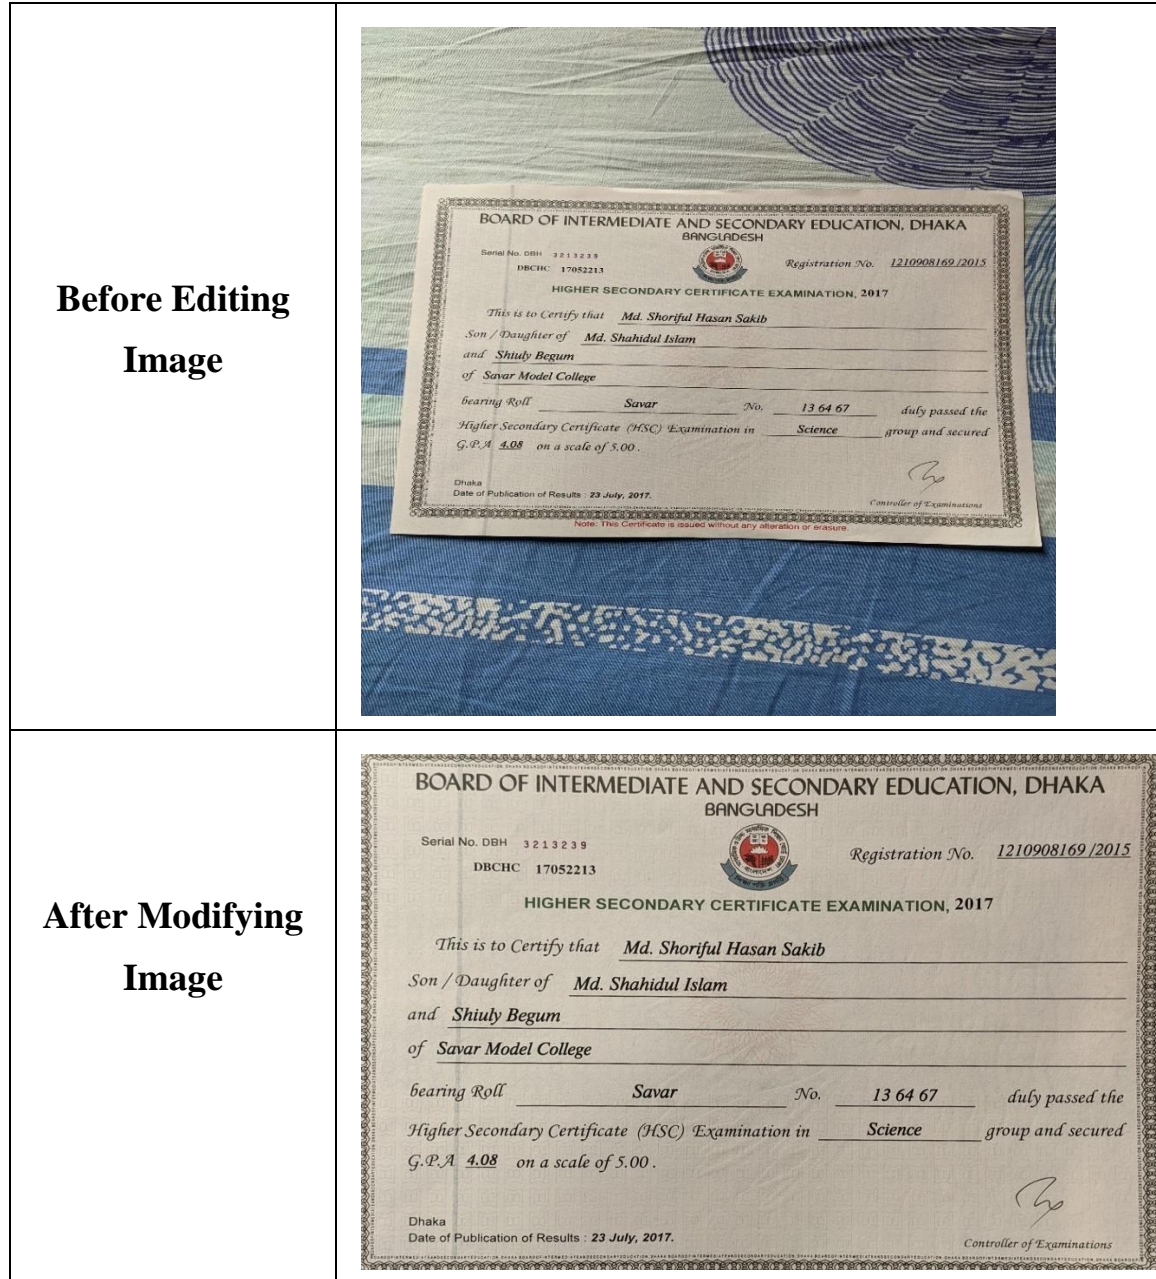 Before Editing
Image
BOARD OF INTERMEDIATE AND SECONDARY EDUCATION, DHAKA
BANGLADESH
Serial No. DBH 3213239
DBCHC 17052213
Registration No. 1210908169 /2015
HIGHER SECONDARY CERTIFICATE EXAMINATION, 2017
This is to Certify that Md. Shoriful Hasan Sakib
Son / Daughter of Md. Shahidul Islam
and Shiuly Begum
of Savar Model College
bearing Roll Savar No. 13 64 67 duly passed the
Higher Secondary Certificate (HSC) Examination in Science group and secured
G.P.A 4.08 on a scale of 5.00 .
Dhaka
Date of Publication of Results : 23 July, 2017.
Controller of Examinations
Note: This Certificate is issued without any alteration or erasure.
After Modifying
Image
BOARD OF INTERMEDIATE AND SECONDARY EDUCATION, DHAKA
BANGLADESH
Serial No. DBH 3213239
DBCHC 17052213
Registration No. 1210908169 /2015
HIGHER SECONDARY CERTIFICATE EXAMINATION, 2017
This is to Certify that Md. Shoriful Hasan Sakib
Son / Daughter of Md. Shahidul Islam
and Shiuly Begum
of Savar Model College
bearing Roll Savar No. 13 64 67 duly passed the
Higher Secondary Certificate (HSC) Examination in Science group and secured
G.P.A 4.08 on a scale of 5.00 .
Dhaka
Date of Publication of Results : 23 July, 2017.
Controller of Examinations